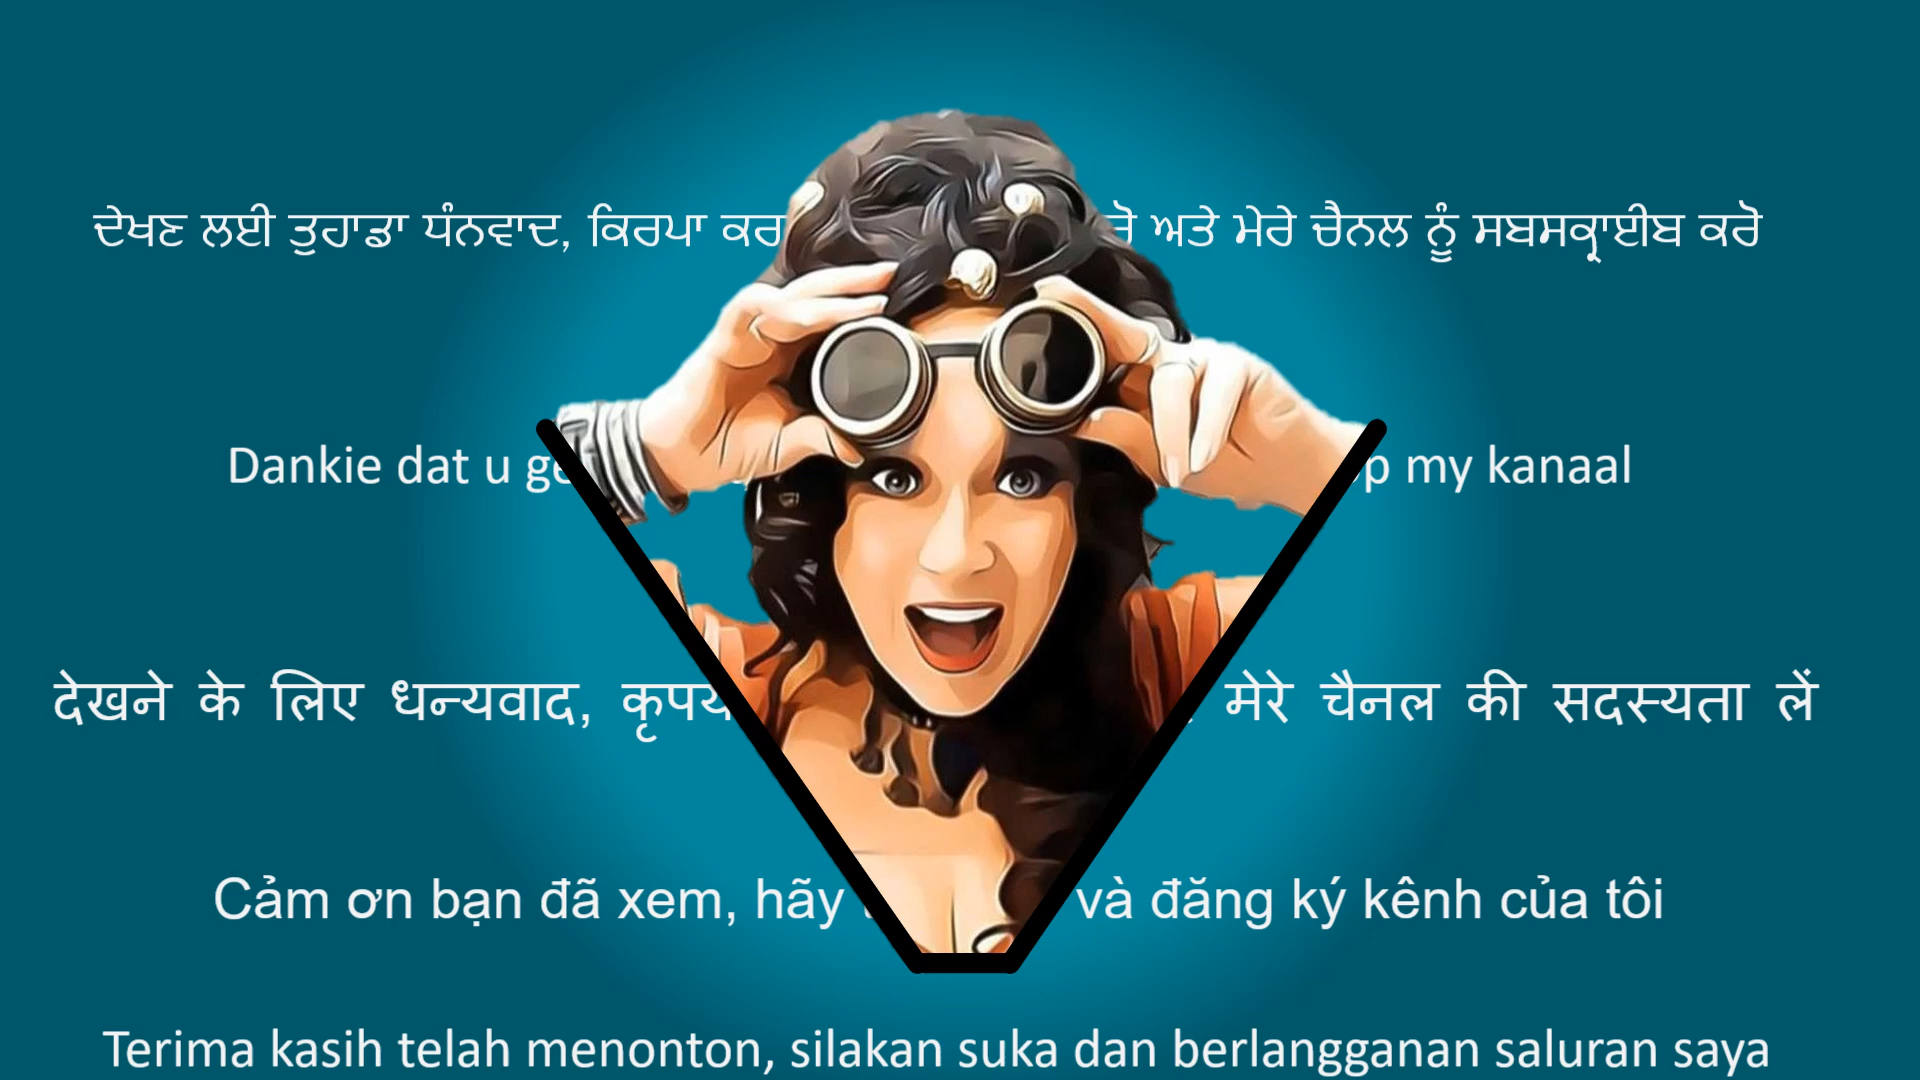 ਦੇਖਣ ਲਈ ਤੁਹਾਡਾ ਧੰਨਵਾਦ, ਕਿਰਪਾ ਅਤੇ ਮੇਰੇ ਚੈਨਲ ਨੂੰ ਸਬਸਕ੍ਰਾਈਬ ਕਰੋ
Dankie dat u my kanaal
देखने के लिए धन्यवाद, मेरे चैनल की सदस्यता लें
Cảm ơn bạn đã xem, hãy và đăng ký kênh của tôi
Terima kasih telah menonton, silakan suka dan berlangganan saluran saya